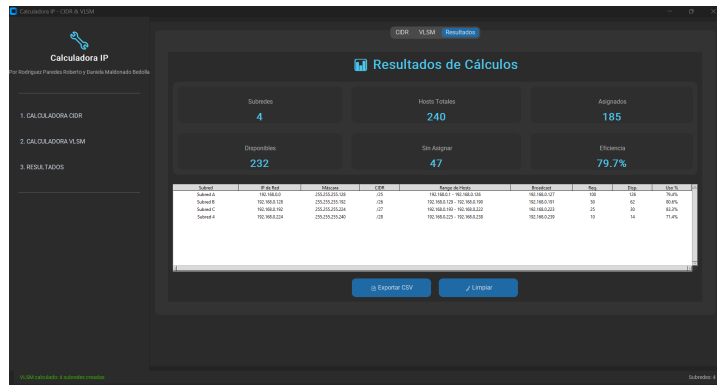 Calculadora IP - CIDR & VLSM
Calculadora IP
Por Rodriguez Paredes Roberto y Daniela Maldonado Bedolla
1. CALCULADORA CIDR
2. CALCULADORA VLSM
3. RESULTADOS
CIDR VLSM Resultados
Resultados de Cálculos
Subredes Hosts Totales Asignados
4 240 185
Disponibles Sin Asignar Eficiencia
232 47 79.7%
Subred IP de Red Máscara CIDR Rango de Hosts Broadcast Req. Disp. Uso %
Subred A 192.168.0.0 255.255.255.128 /25 192.168.0.1 - 192.168.0.126 192.168.0.127 100 126 79.4%
Subred B 192.168.0.128 255.255.255.192 /26 192.168.0.129 - 192.168.0.190 192.168.0.191 50 62 80.6%
Subred C 192.168.0.192 255.255.255.224 /27 192.168.0.193 - 192.168.0.222 192.168.0.223 25 30 83.3%
Subred 4 192.168.0.224 255.255.255.240 /28 192.168.0.225 - 192.168.0.238 192.168.0.239 10 14 71.4%
Exportar CSV Limpiar
VLSM calculado: 4 subredes creadas
Subredes: 4